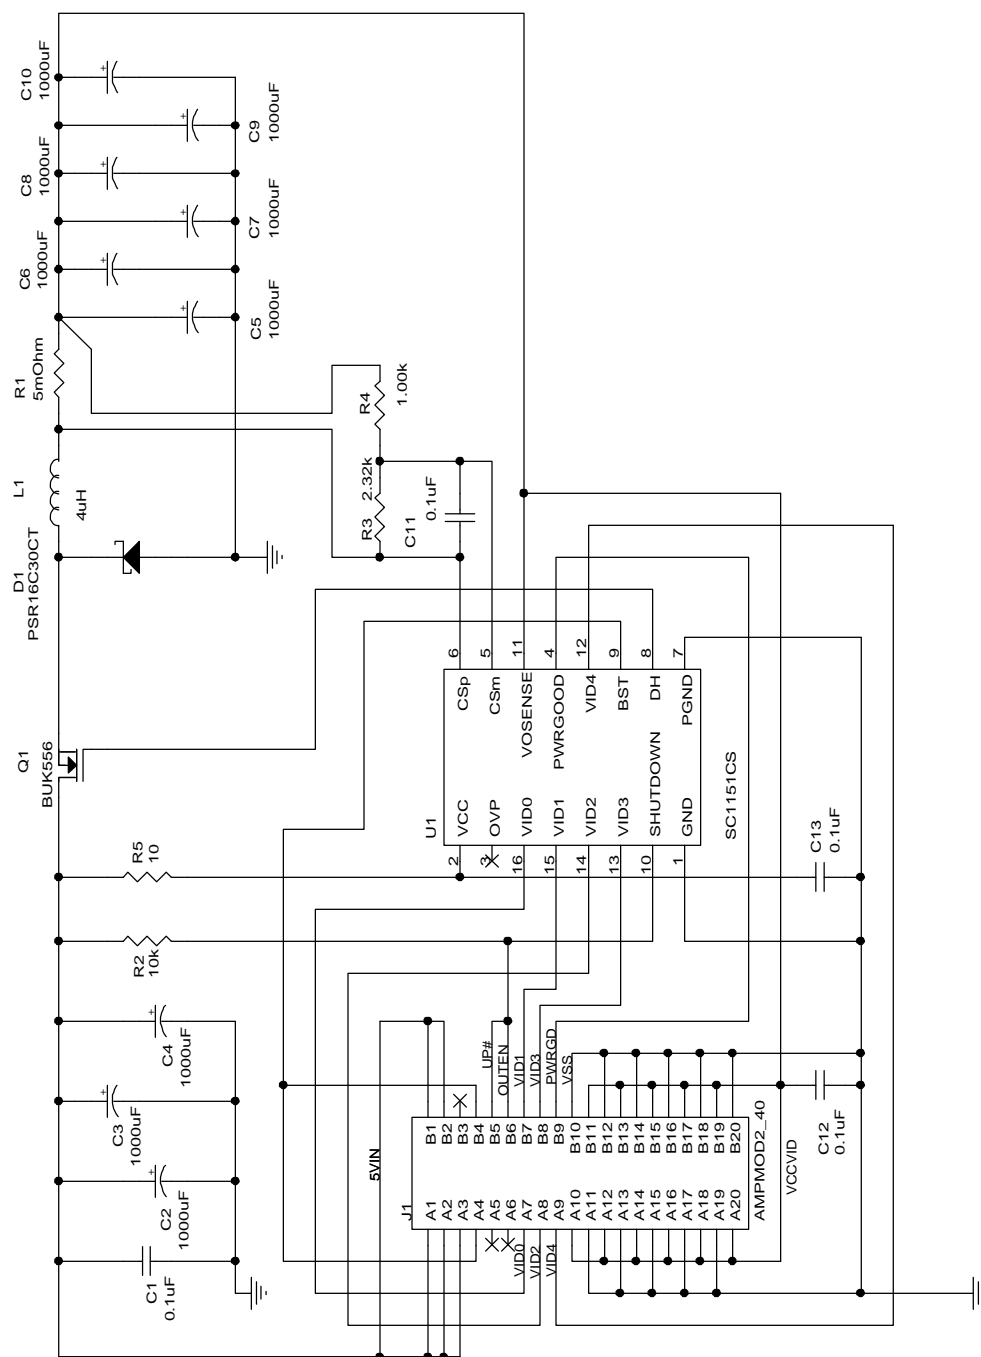 C10
1000uF
C9
1000uF
C8
1000uF
C7
1000uF
C6
1000uF
C5
1000uF
R1
5mOhm
L1
4uH
D1
PSR16C30CT
Q1
BUK556
R4
1.00k
R3
2.32k
C11
0.1uF
R5
10
R2
10k
C4
1000uF
C3
1000uF
C2
1000uF
C1
0.1uF
U1
SC1151CS
6
CSp
5
CSm
11
VOSENSE
4
PWRGOOD
12
VID4
9
BST
8
DH
7
PGND
2
VCC
3
OVP
16
VID0
15
VID1
14
VID2
13
VID3
10
SHUTDOWN
1
GND
C13
0.1uF
C12
0.1uF
5VIN
UP#
OUTEN
VID1
VID3
PWRGD
VSS
J1
AMPMOD2_40
B1
B2
B3
B4
B5
B6
B7
B8
B9
B10
B11
B12
B13
B14
B15
B16
B17
B18
B19
B20
A1
A2
A3
A4
A5
A6
A7
A8
A9
A10
A11
A12
A13
A14
A15
A16
A17
A18
A19
A20
VID0
VID2
VID4
VCCVID